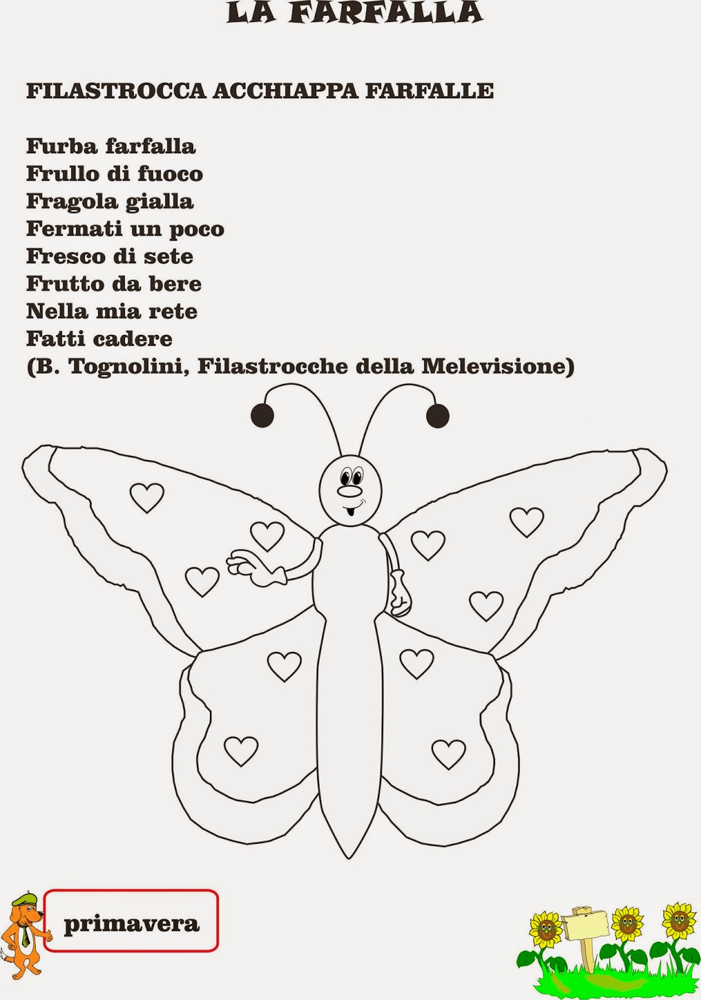 LA FARFALLA
FILASTROCCA ACCHIAPPA FARFALLE
Furba farfalla
Frullo di fuoco
Fragola gialla
Fermati un poco
Fresco di sete
Frutto da bere
Nella mia rete
Fatti cadere
(B. Tognolini, Filastrocche della Melevisione)
primavera